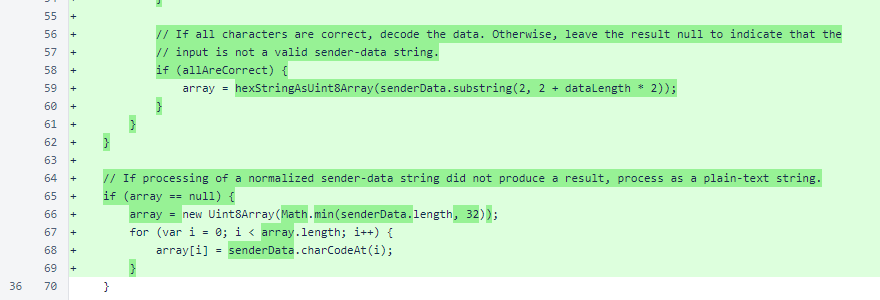 55 +
56 + // If all characters are correct, decode the data. Otherwise, leave the result null to indicate that the
57 + // input is not a valid sender-data string.
58 + if (allAreCorrect) {
59 + array = hexStringAsUint8Array(senderData.substring(2, 2 + dataLength * 2));
60 + }
61 + }
62 + }
63 +
64 + // If processing of a normalized sender-data string did not produce a result, process as a plain-text string.
65 + if (array == null) {
66 + array = new Uint8Array(Math.min(senderData.length, 32));
67 + for (var i = 0; i < array.length; i++) {
68 + array[i] = senderData.charCodeAt(i);
69 + }
36 70 }